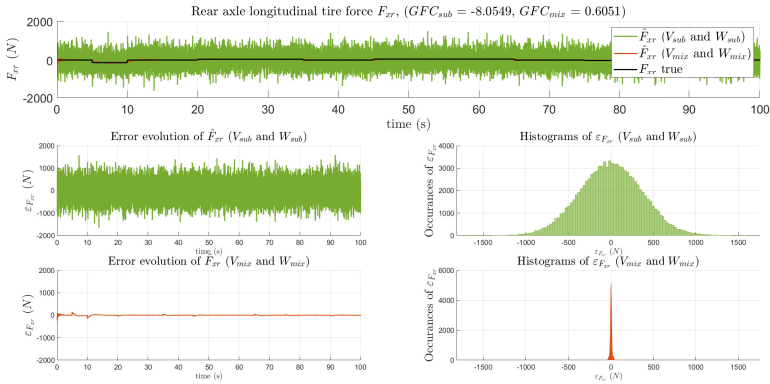 Rear axle longitudinal tire force F_xr, (GFC_sub = -8.0549, GFC_mix = 0.6051)
F̂_xr (V_sub and W_sub)
F̂_xr (V_mix and W_mix)
F_xr true
F_xr (N)
2000
0
-2000
0 10 20 30 40 50 60 70 80 90 100
time (s)
Error evolution of F̂_xr (V_sub and W_sub)
ε_F_xr (N)
2000
1000
0
-1000
-2000
0 10 20 30 40 50 60 70 80 90 100
time (s)
Histograms of ε_F_xr (V_sub and W_sub)
Occurances of ε_F_xr
4000
3000
2000
1000
0
-1500 -1000 -500 0 500 1000 1500
ε_F_xr (N)
Error evolution of F̂_xr (V_mix and W_mix)
ε_F_xr (N)
2000
1000
0
-1000
-2000
0 10 20 30 40 50 60 70 80 90 100
time (s)
Histograms of ε_F_xr (V_mix and W_mix)
Occurances of ε_F_xr
6000
4000
2000
0
-1500 -1000 -500 0 500 1000 1500
ε_F_xr (N)